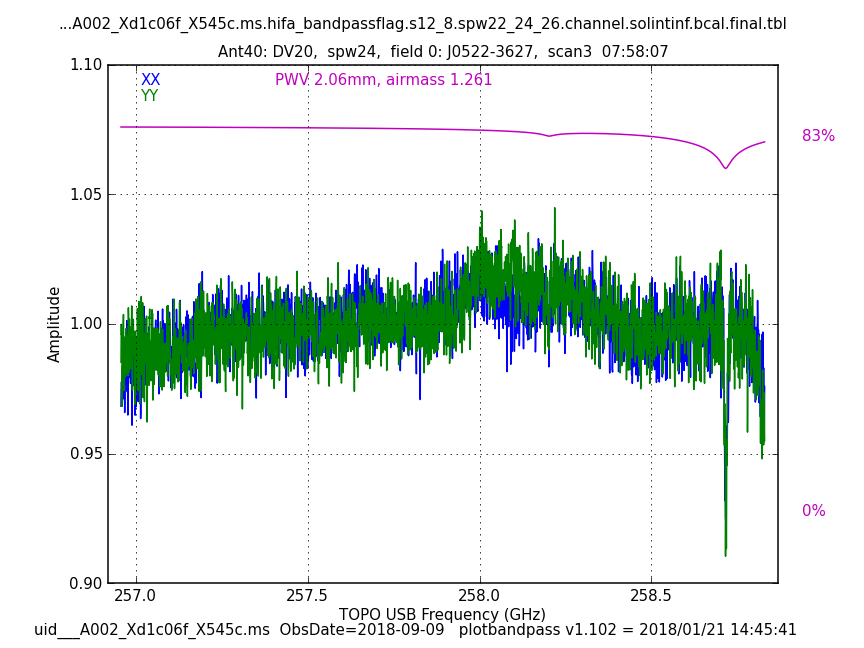 ...A002_Xd1c06f_X545c.ms.hifa_bandpassflag.s12_8.spw22_24_26.channel.solintinf.bcal.final.tbl
Ant40: DV20, spw24, field 0: J0522-3627, scan3 07:58:07
XX
YY
PWV 2.06mm, airmass 1.261
83%
0%
1.10
1.05
1.00
0.95
0.90
Amplitude
257.0 257.5 258.0 258.5
TOPO USB Frequency (GHz)
uid___A002_Xd1c06f_X545c.ms ObsDate=2018-09-09 plotbandpass v1.102 = 2018/01/21 14:45:41